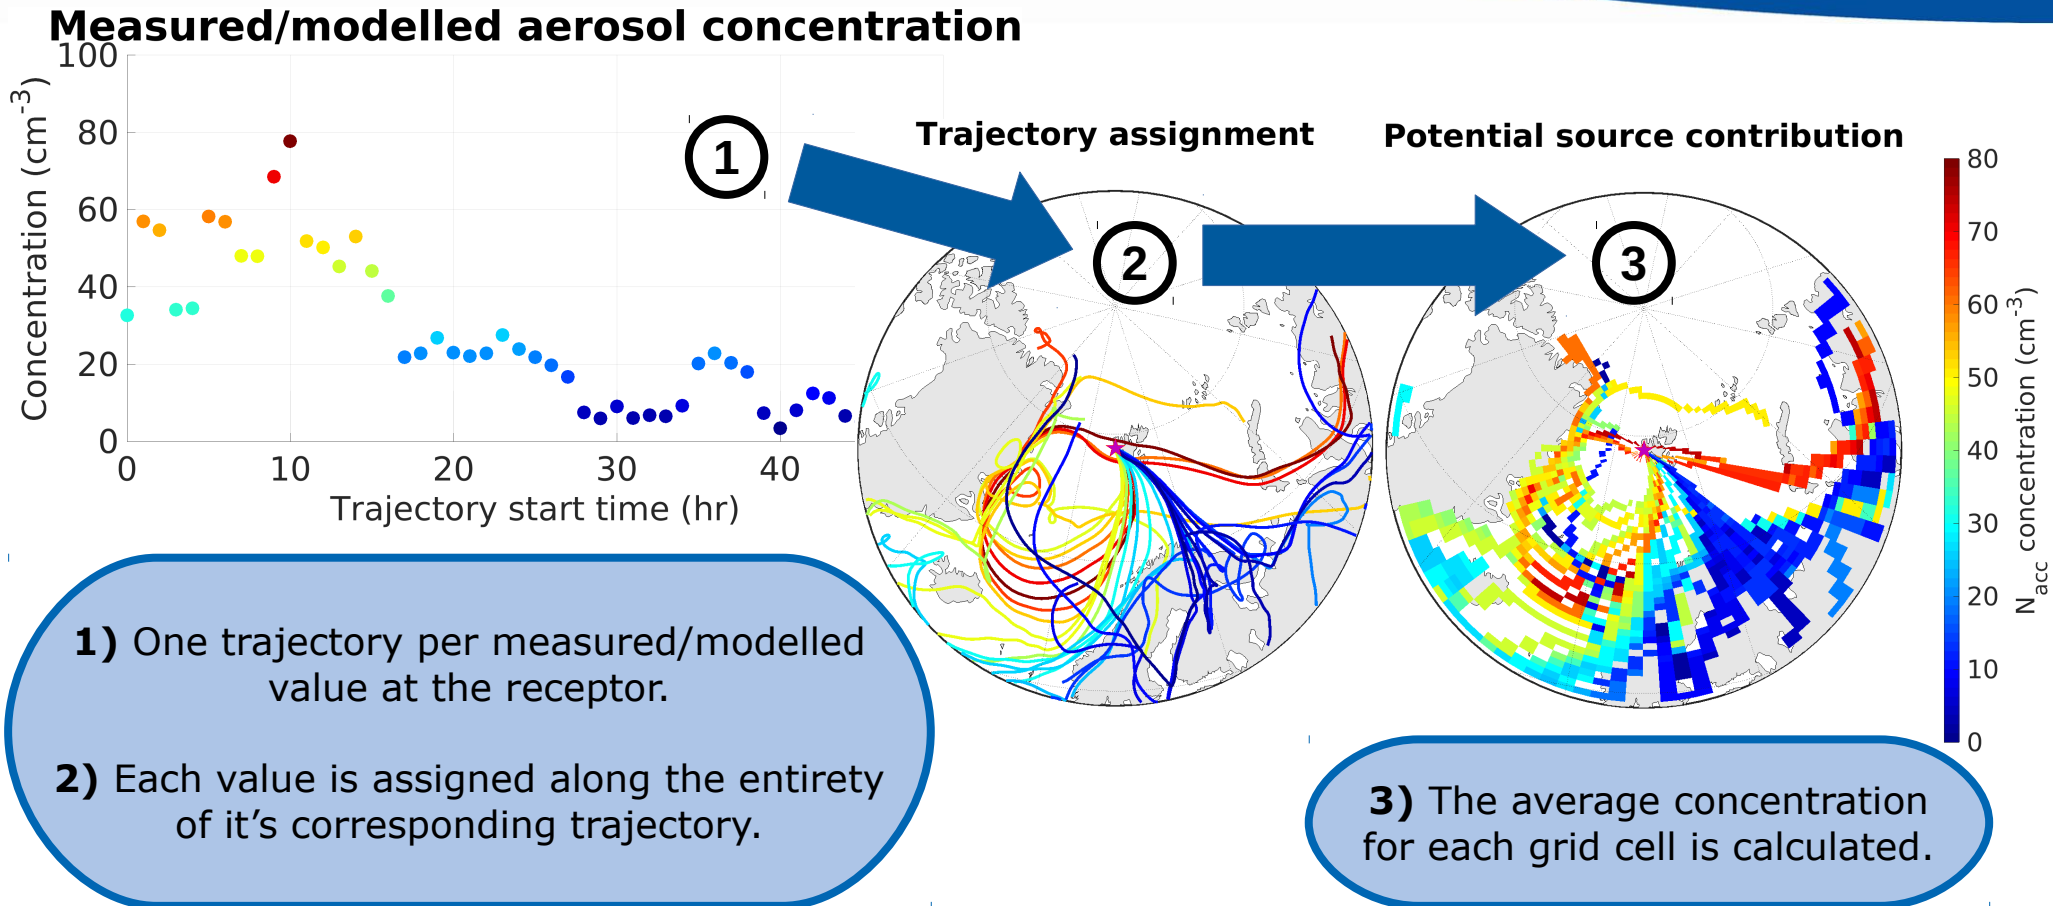 Measured/modelled aerosol concentration
100
80
60
40
20
0
Concentration (cm-3)
0 10 20 30 40
Trajectory start time (hr)
1
Trajectory assignment
2
Potential source contribution
3
80
70
60
50
40
30
20
10
0
Nacc concentration (cm-3)
1) One trajectory per measured/modelled
value at the receptor.
2) Each value is assigned along the entirety
of it’s corresponding trajectory.
3) The average concentration
for each grid cell is calculated.